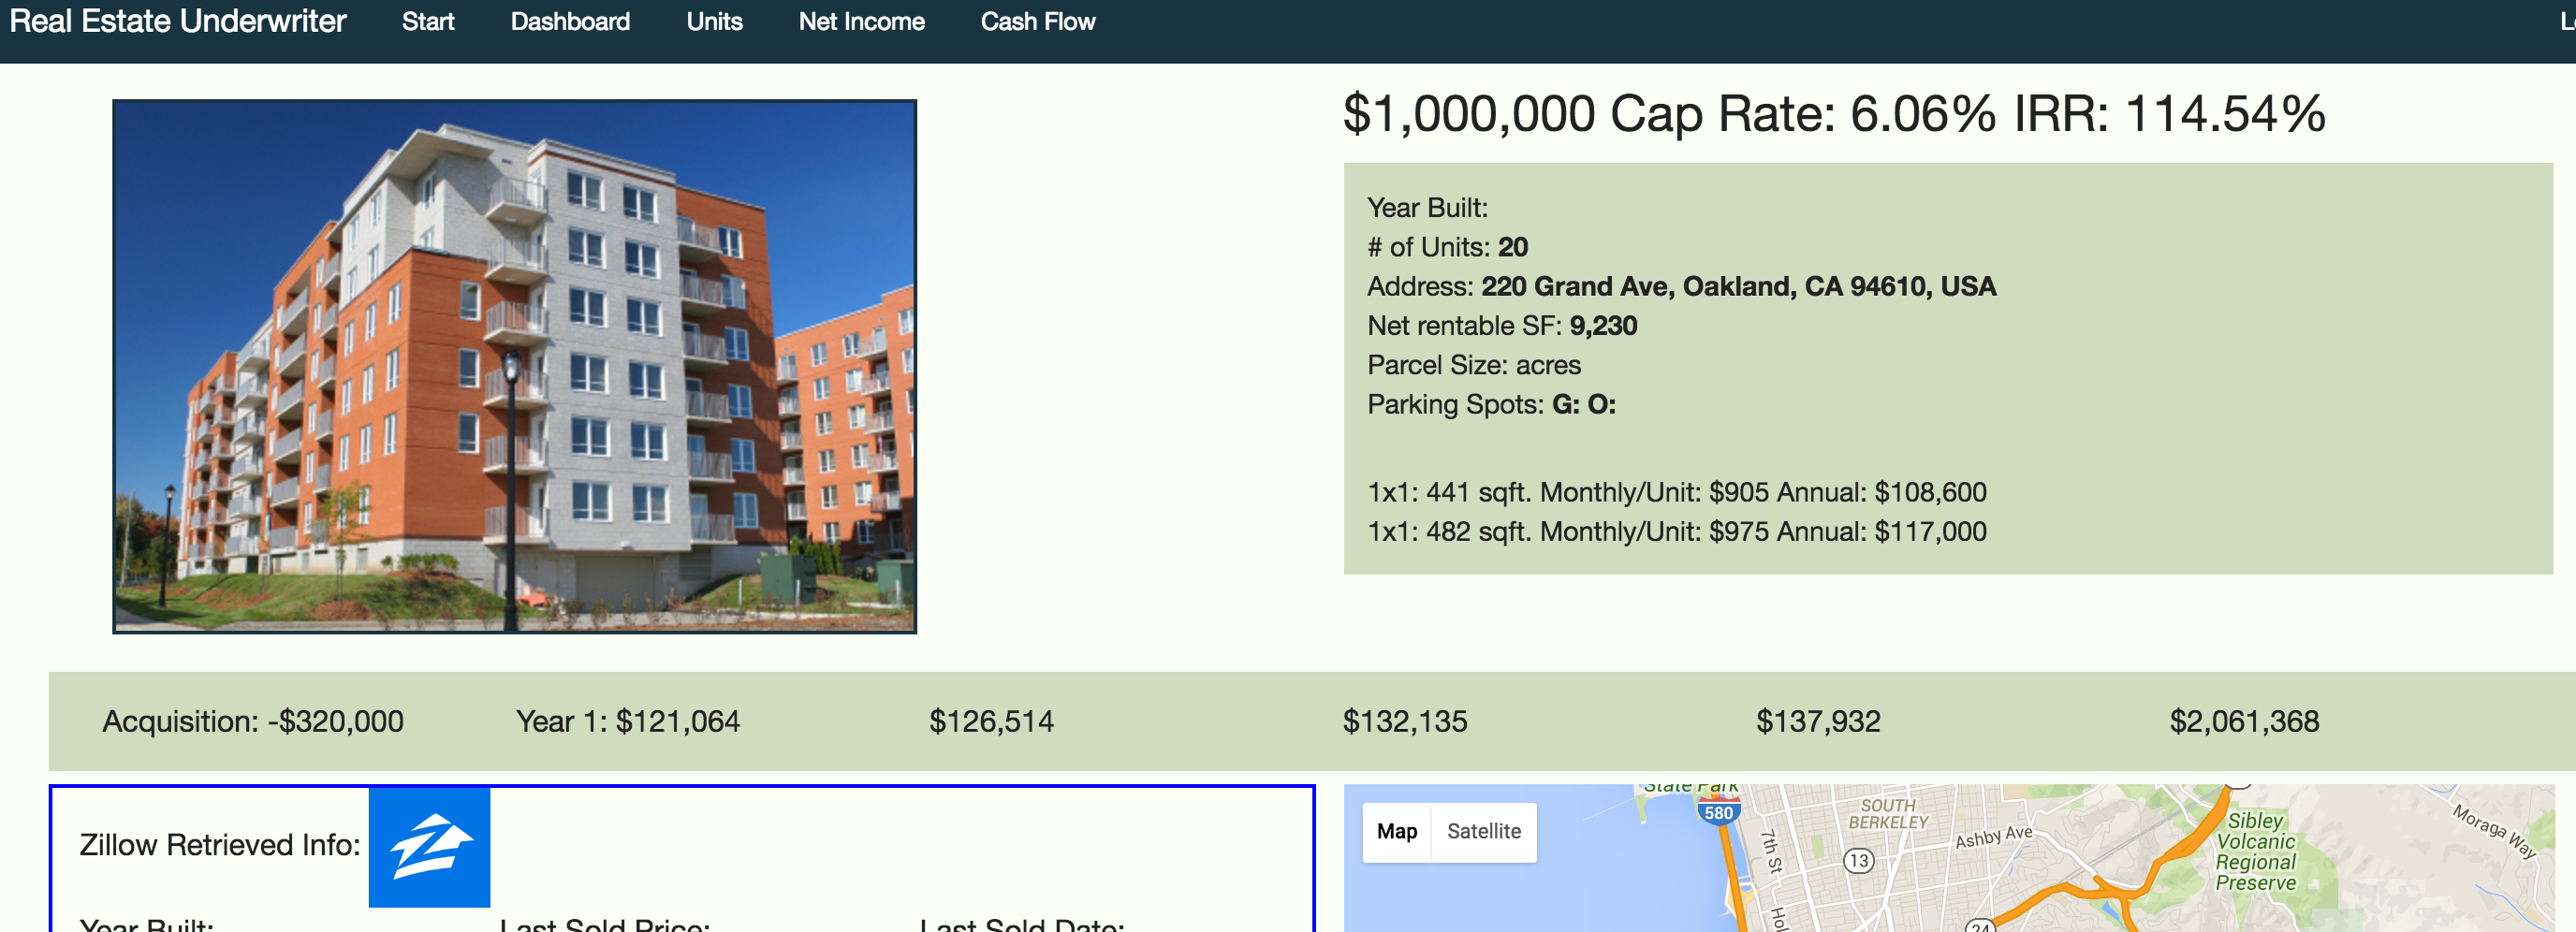 Real Estate Underwriter Start Dashboard Units Net Income Cash Flow
$1,000,000 Cap Rate: 6.06% IRR: 114.54%
Year Built:
# of Units: 20
Address: 220 Grand Ave, Oakland, CA 94610, USA
Net rentable SF: 9,230
Parcel Size: acres
Parking Spots: G: O:
1x1: 441 sqft. Monthly/Unit: $905 Annual: $108,600
1x1: 482 sqft. Monthly/Unit: $975 Annual: $117,000
Acquisition: -$320,000 Year 1: $121,064 $126,514 $132,135 $137,932 $2,061,368
Zillow Retrieved Info:
Year Built: Last Sold Price: Last Sold Date:
Map Satellite
State Park
580
SOUTH
BERKELEY
Ashby Ave
7th St
13
Sibley
Volcanic
Regional
Preserve
Moraga Way
24